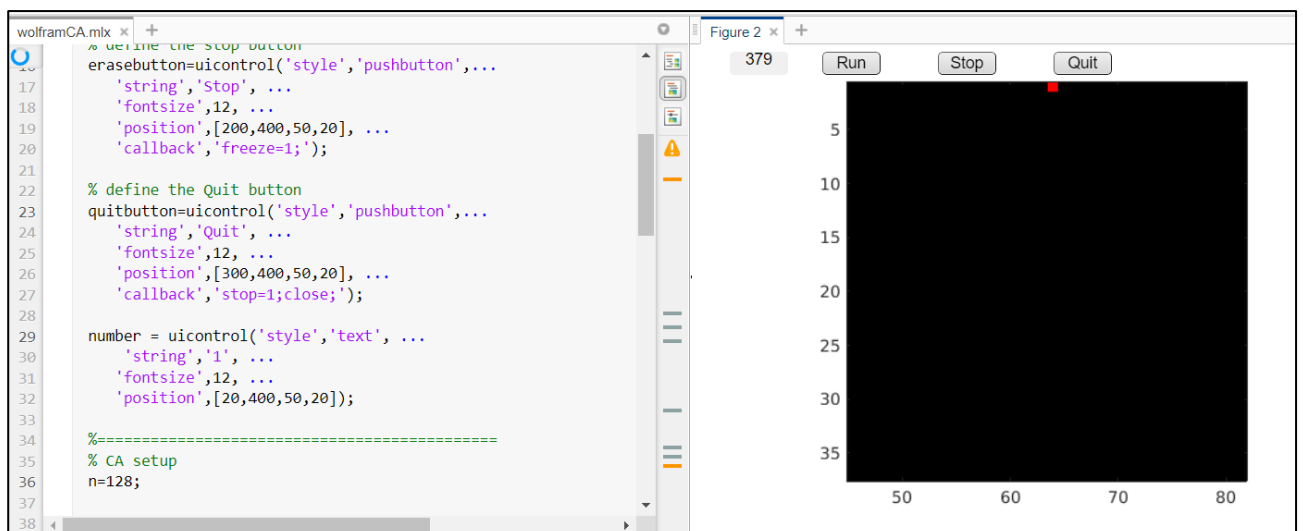 wolframCA.mlx × +
% define the stop button
erasebutton=uicontrol('style','pushbutton',...
17 'string','Stop', ...
18 'fontsize',12, ...
19 'position',[200,400,50,20], ...
20 'callback','freeze=1;');
21
22 % define the Quit button
23 quitbutton=uicontrol('style','pushbutton',...
24 'string','Quit', ...
25 'fontsize',12, ...
26 'position',[300,400,50,20], ...
27 'callback','stop=1;close;');
28
29 number = uicontrol('style','text', ...
30 'string','1', ...
31 'fontsize',12, ...
32 'position',[20,400,50,20]);
33
34 %=============================================
35 % CA setup
36 n=128;
37
38
Figure 2 × +
379 Run Stop Quit
5
10
15
20
25
30
35
50 60 70 80